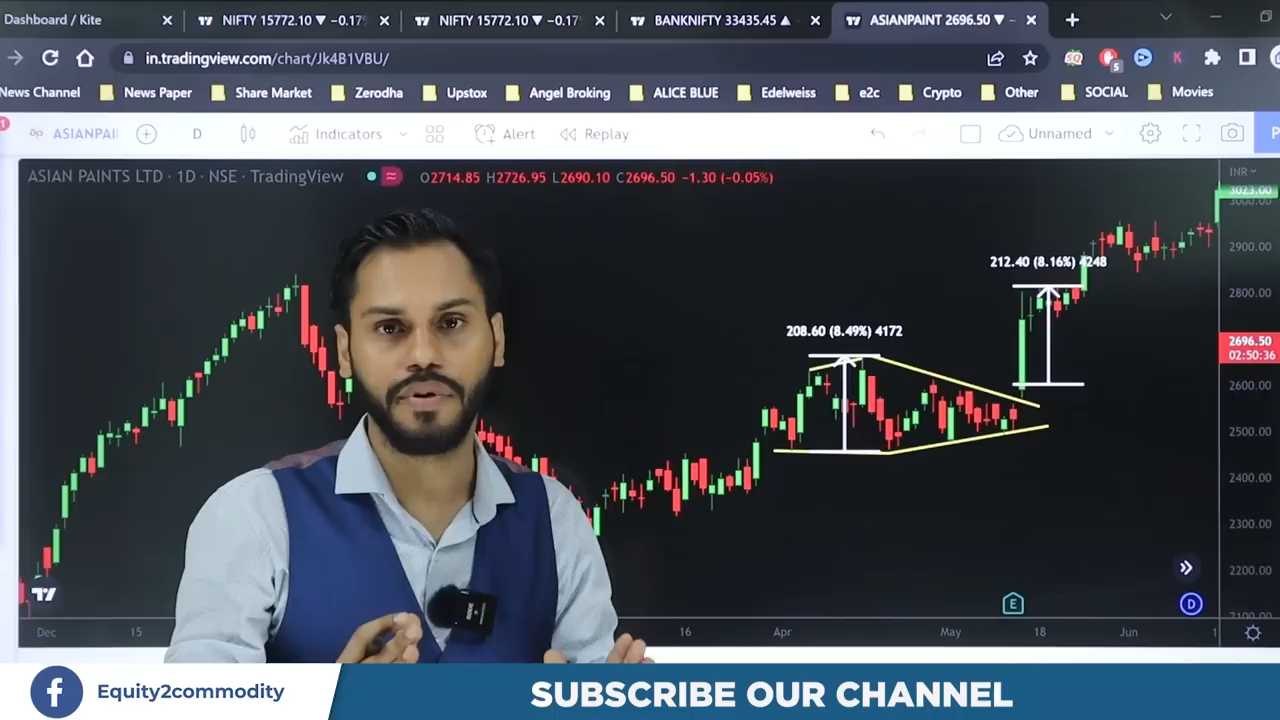 Dashboard / Kite
NIFTY 15772.10 ▼ −0.17%
NIFTY 15772.10 ▼ −0.17%
BANKNIFTY 33435.45 ▲
ASIANPAINT 2696.50 ▼ −
in.tradingview.com/chart/Jk4B1VBU/
News Channel News Paper Share Market Zerodha Upstox Angel Broking ALICE BLUE Edelweiss e2c Crypto Other SOCIAL Movies
ASIANPAI D Indicators Alert Replay Unnamed P
ASIAN PAINTS LTD · 1D · NSE · TradingView O2714.85 H2726.95 L2690.10 C2696.50 −1.30 (−0.05%)
INR
3023.00
3000.00
2900.00
212.40 (8.16%) 4248
2800.00
208.60 (8.49%) 4172
2696.50
02:50:36
2600.00
2500.00
2400.00
2300.00
2200.00
2100.00
E
D
Dec 15 16 Apr May 18 Jun 1
Equity2commodity
SUBSCRIBE OUR CHANNEL